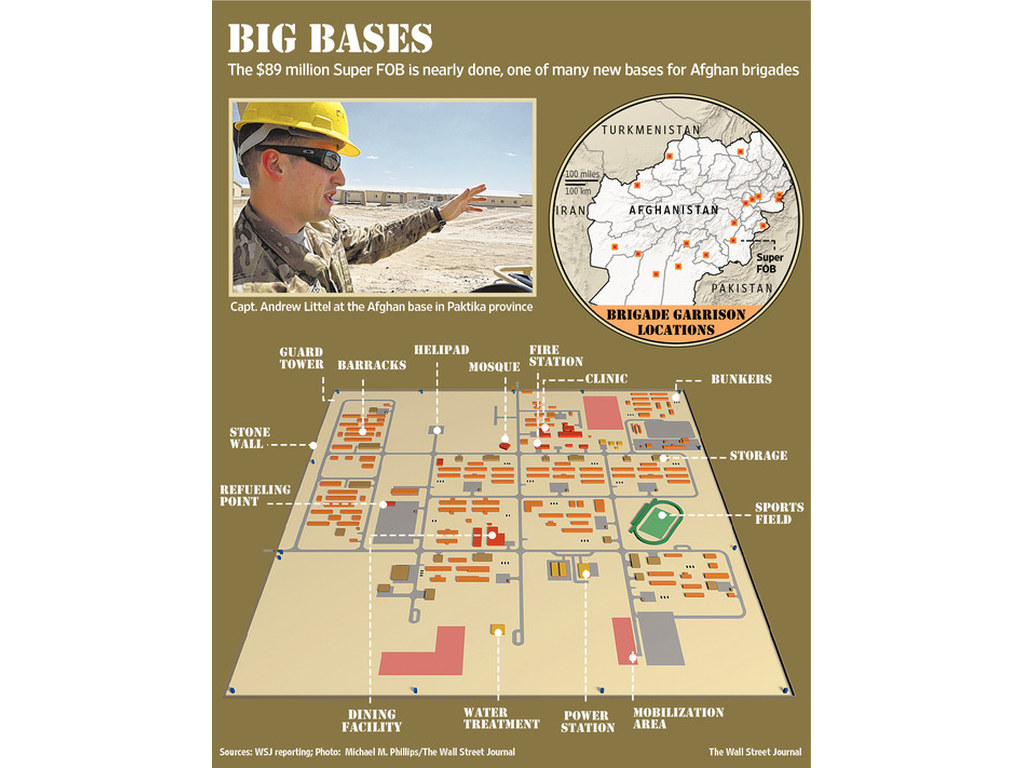 BIG BASES
The $89 million Super FOB is nearly done, one of many new bases for Afghan brigades
TURKMENISTAN
100 miles
100 km
IRAN
AFGHANISTAN
Super
FOB
PAKISTAN
BRIGADE GARRISON
LOCATIONS
Capt. Andrew Littel at the Afghan base in Paktika province
GUARD
TOWER
BARRACKS
HELIPAD
MOSQUE
FIRE
STATION
CLINIC
BUNKERS
STONE
WALL
STORAGE
REFUELING
POINT
SPORTS
FIELD
DINING
FACILITY
WATER
TREATMENT
POWER
STATION
MOBILIZATION
AREA
Sources: WSJ reporting; Photo: Michael M. Phillips/The Wall Street Journal
The Wall Street Journal